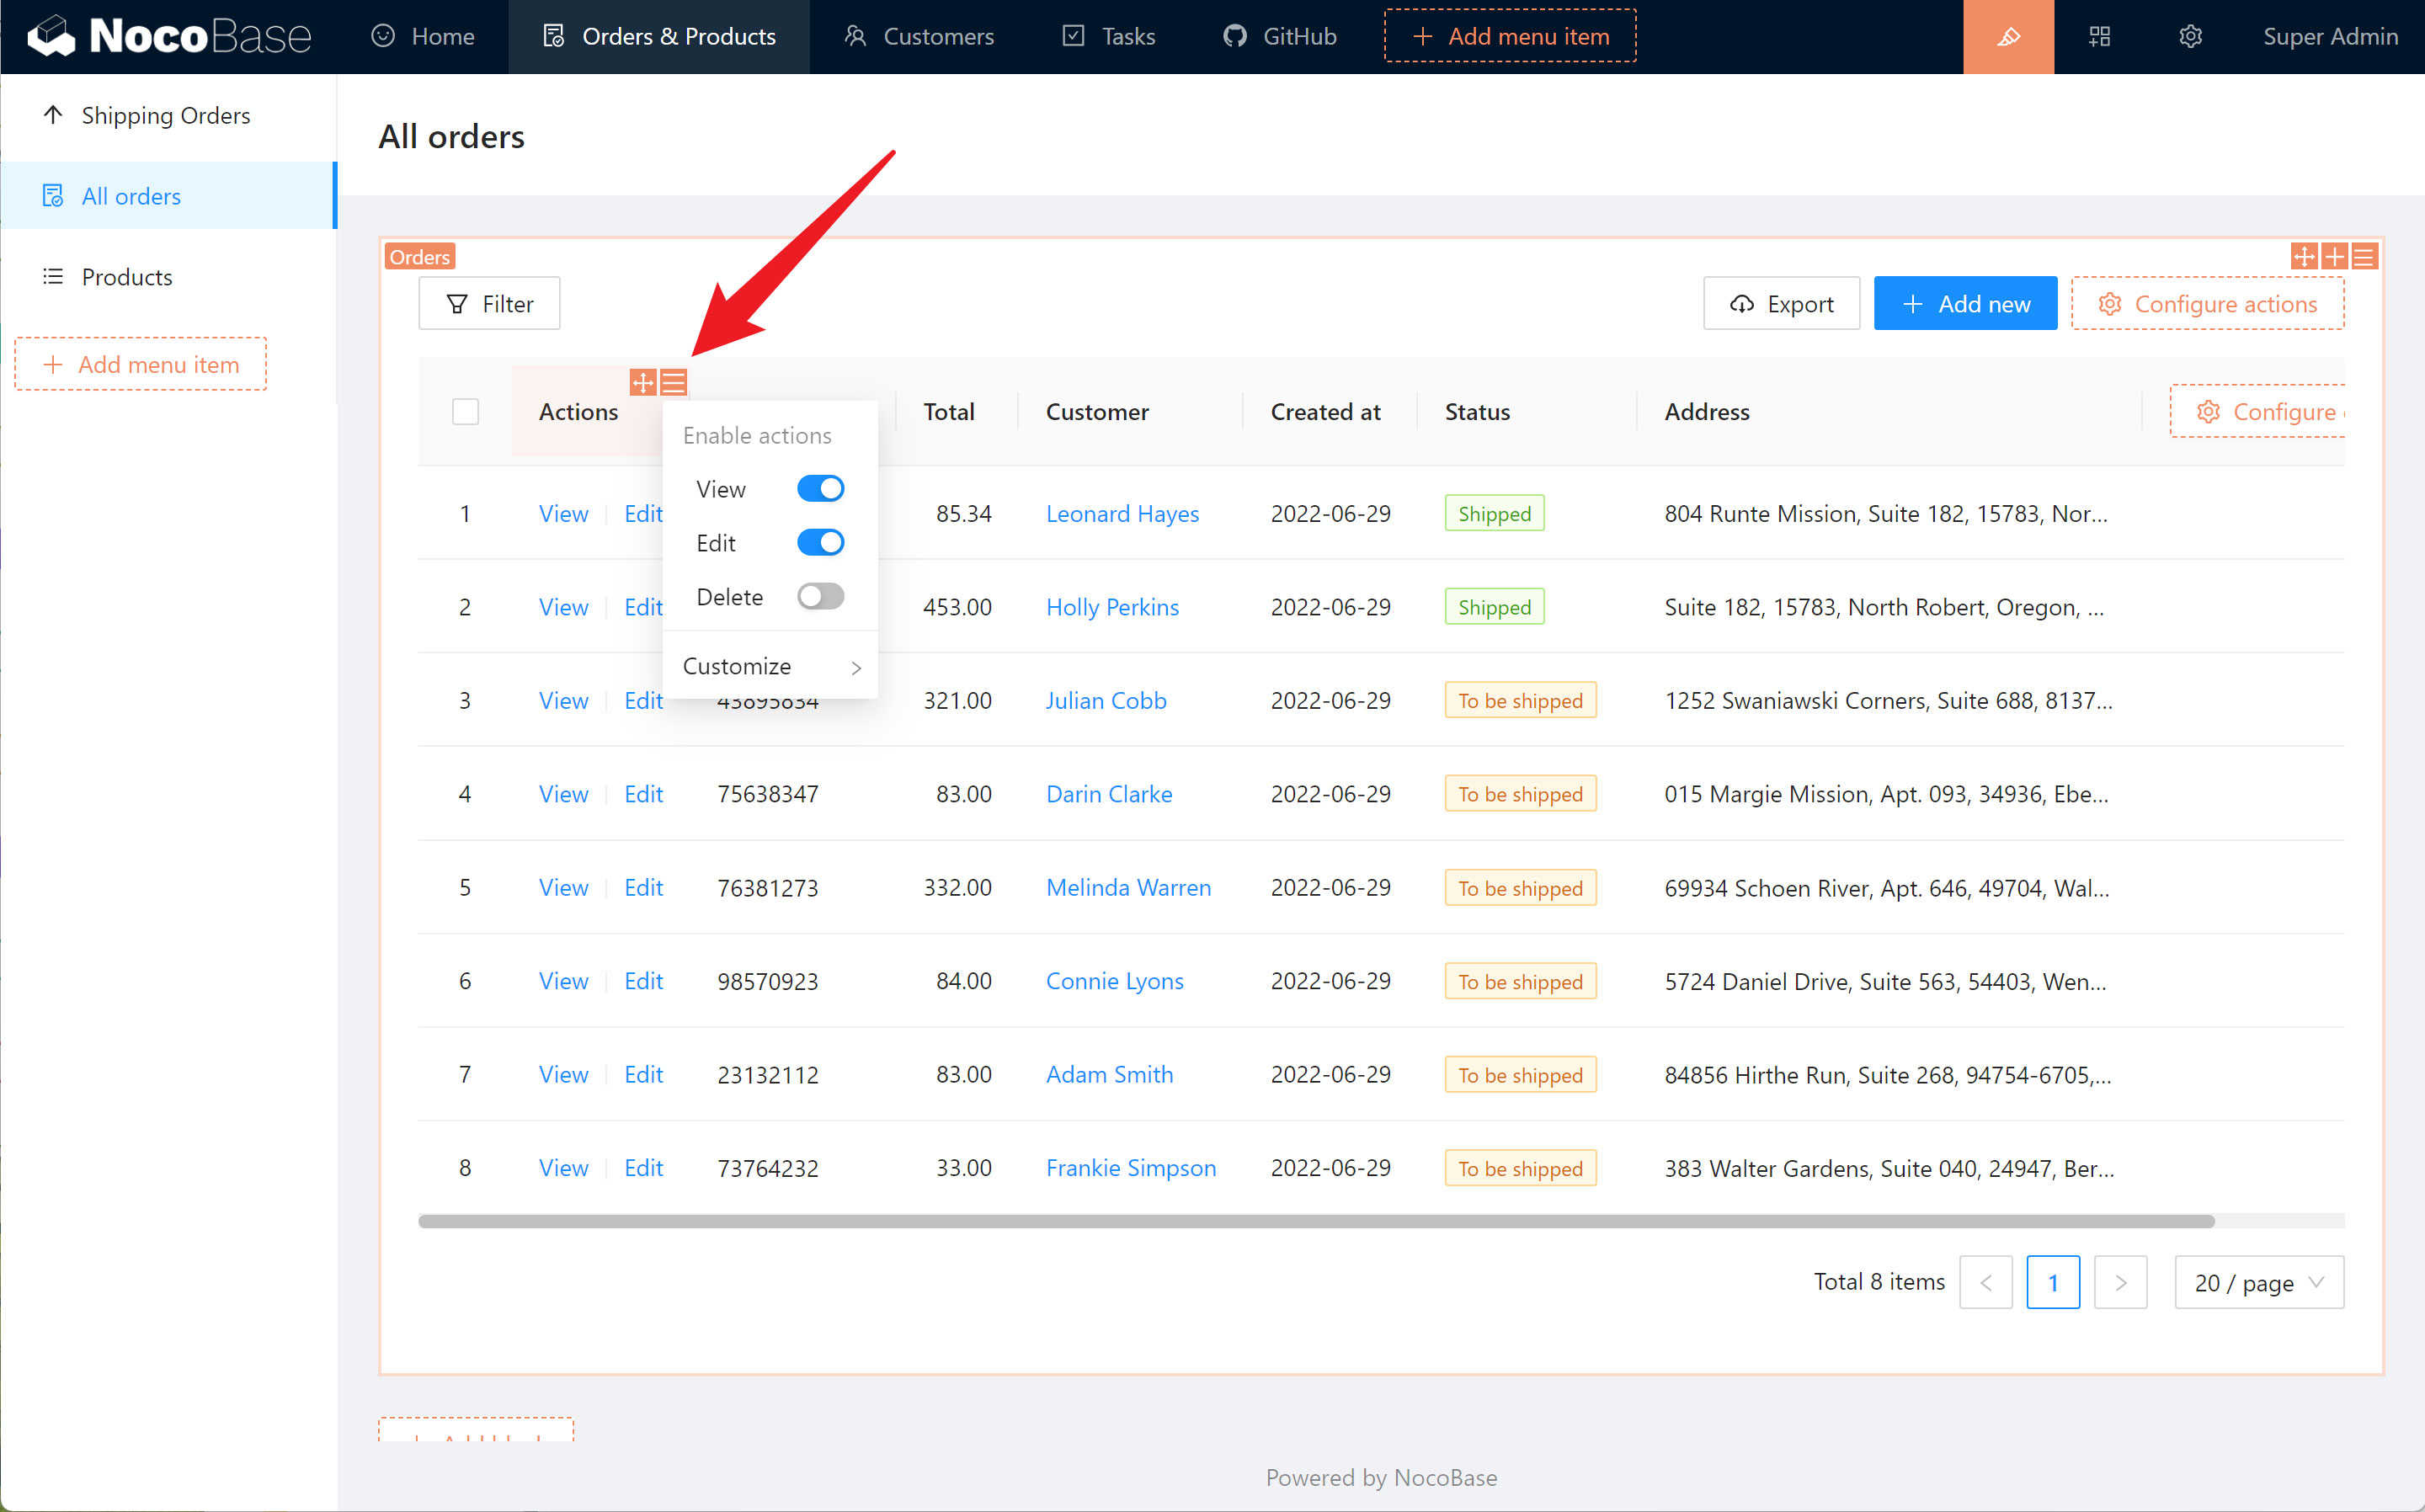 NocoBase Home Orders & Products Customers Tasks GitHub + Add menu item Super Admin
Shipping Orders
All orders
Products
+ Add menu item
All orders
Orders
Filter Export + Add new Configure actions
Actions Total Customer Created at Status Address Configure
Enable actions
View
Edit
Delete
Customize
1 View Edit 85.34 Leonard Hayes 2022-06-29 Shipped 804 Runte Mission, Suite 182, 15783, Nor...
2 View Edit 453.00 Holly Perkins 2022-06-29 Shipped Suite 182, 15783, North Robert, Oregon, ...
3 View Edit 43895834 321.00 Julian Cobb 2022-06-29 To be shipped 1252 Swaniawski Corners, Suite 688, 8137...
4 View Edit 75638347 83.00 Darin Clarke 2022-06-29 To be shipped 015 Margie Mission, Apt. 093, 34936, Ebe...
5 View Edit 76381273 332.00 Melinda Warren 2022-06-29 To be shipped 69934 Schoen River, Apt. 646, 49704, Wal...
6 View Edit 98570923 84.00 Connie Lyons 2022-06-29 To be shipped 5724 Daniel Drive, Suite 563, 54403, Wen...
7 View Edit 23132112 83.00 Adam Smith 2022-06-29 To be shipped 84856 Hirthe Run, Suite 268, 94754-6705,...
8 View Edit 73764232 33.00 Frankie Simpson 2022-06-29 To be shipped 383 Walter Gardens, Suite 040, 24947, Ber...
Total 8 items < 1 > 20 / page
Powered by NocoBase